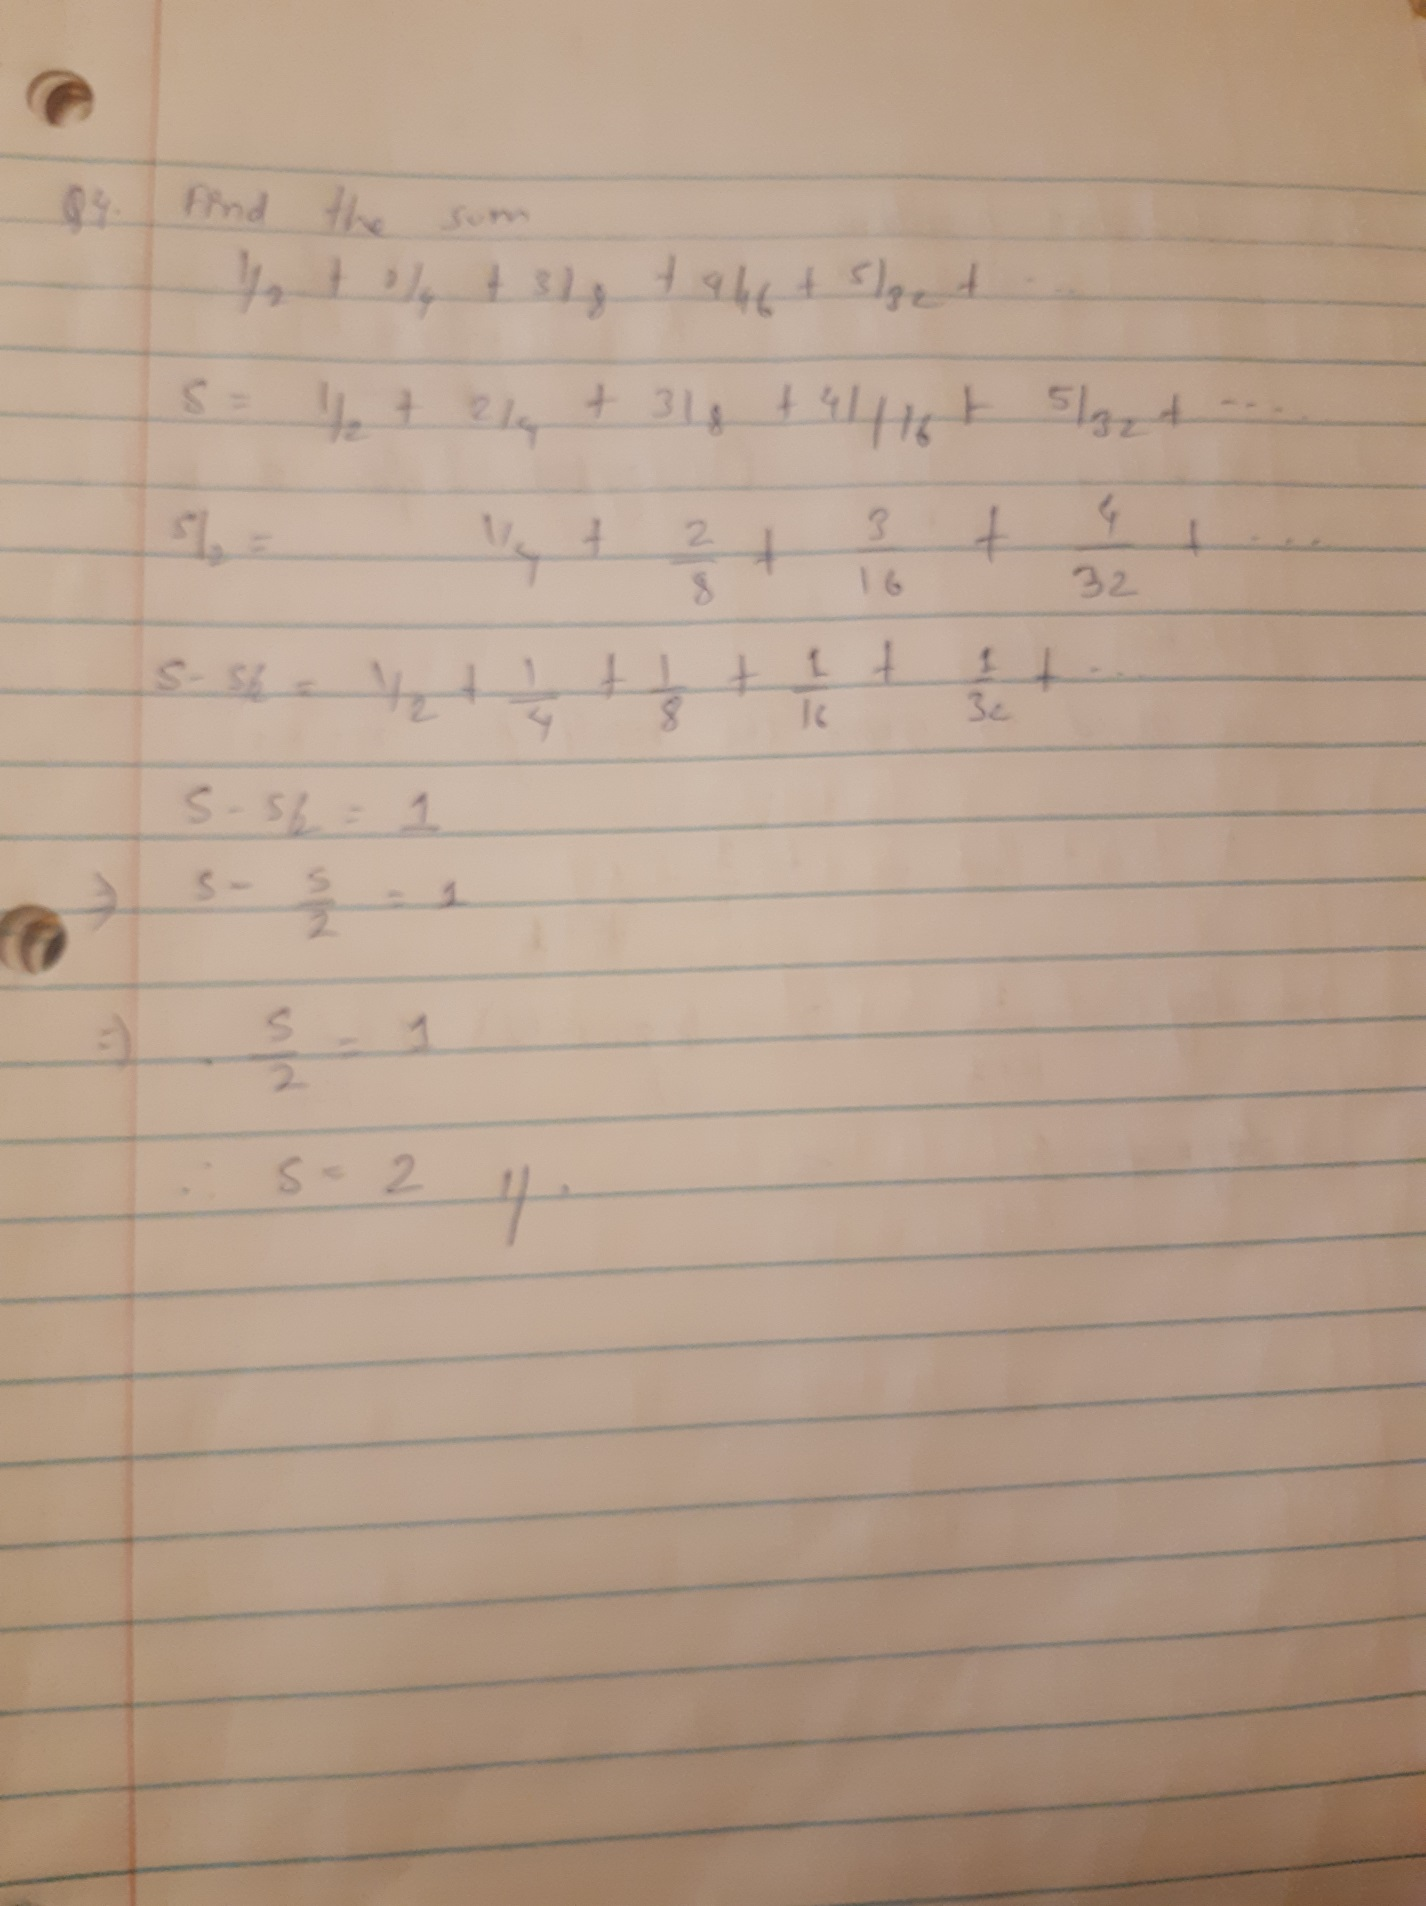 Q4. Find the sum
1/2 + 2/4 + 3/8 + 4/16 + 5/32 + ...
S = 1/2 + 2/4 + 3/8 + 4/16 + 5/32 + ....
S/2 = 1/4 + 2/8 + 3/16 + 4/32 + ....
S - S/2 = 1/2 + 1/4 + 1/8 + 1/16 + 1/32 + ...
S - S/2 = 1
⇒ S - S/2 = 1
⇒ S/2 = 1
∴ S = 2 //.